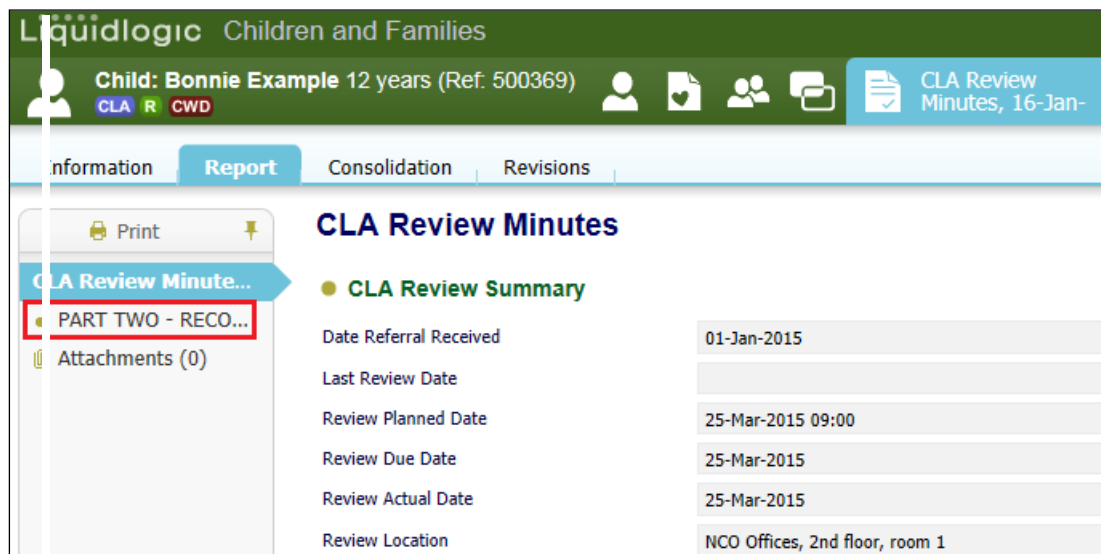 Liquidlogic Children and Families
Child: Bonnie Example 12 years (Ref: 500369)
CLA R CWD
CLA Review
Minutes, 16-Jan-
Information Report Consolidation Revisions
Print
CLA Review Minute...
PART TWO - RECO...
Attachments (0)
CLA Review Minutes
CLA Review Summary
Date Referral Received 01-Jan-2015
Last Review Date
Review Planned Date 25-Mar-2015 09:00
Review Due Date 25-Mar-2015
Review Actual Date 25-Mar-2015
Review Location NCO Offices, 2nd floor, room 1